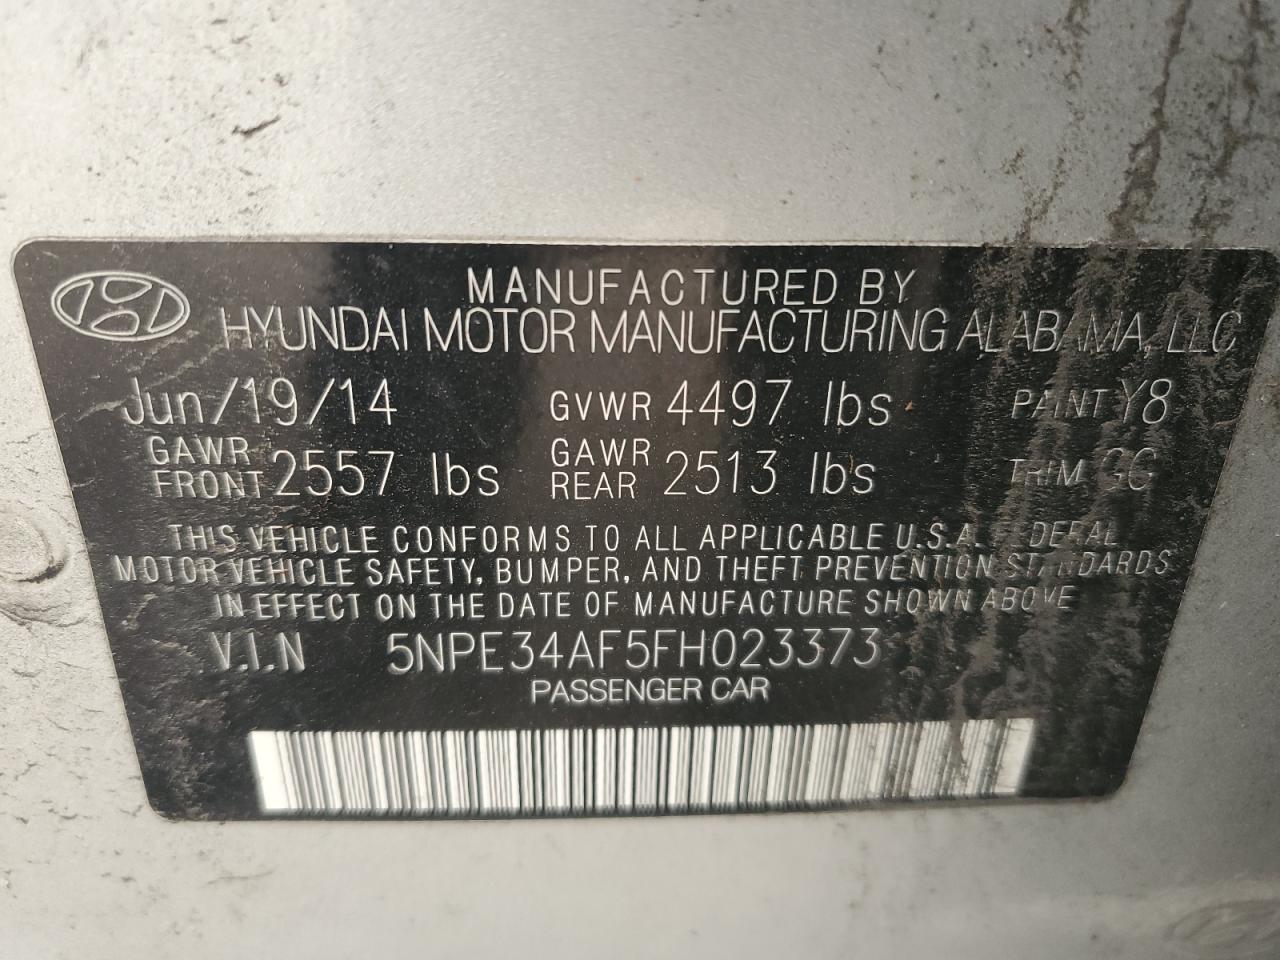 MANUFACTURED BY
HYUNDAI MOTOR MANUFACTURING ALABAMA, LLC
Jun/19/14 GVWR 4497 lbs PAINT Y8
GAWR FRONT 2557 lbs GAWR REAR 2513 lbs TRIM
THIS VEHICLE CONFORMS TO ALL APPLICABLE U.S.A. FEDERAL
MOTOR VEHICLE SAFETY, BUMPER, AND THEFT PREVENTION STANDARDS
IN EFFECT ON THE DATE OF MANUFACTURE SHOWN ABOVE
V.I.N 5NPE34AF5FH023373
PASSENGER CAR